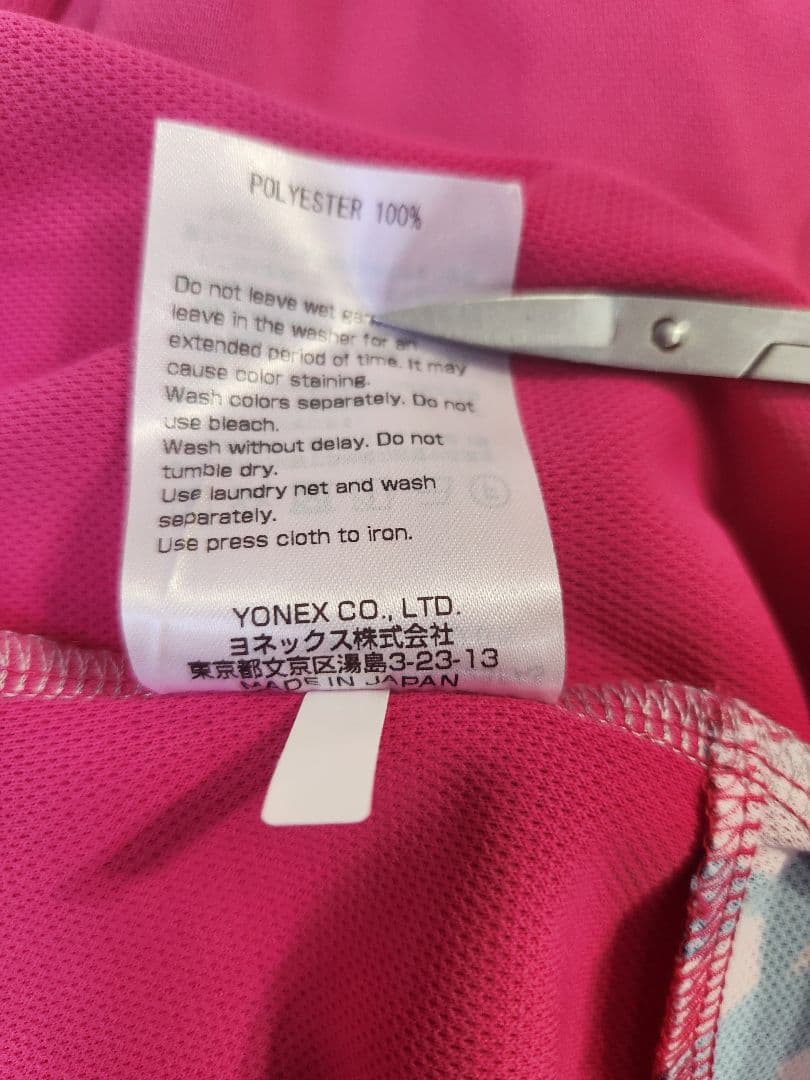 POLYESTER 100%
Do not leave wet
leave in the washer for an
extended period of time. It may
cause color staining.
Wash colors separately. Do not
use bleach.
Wash without delay. Do not
tumble dry.
Use laundry net and wash
separately.
Use press cloth to iron.
YONEX CO., LTD.
ヨネックス株式会社
東京都文京区湯島3-23-13
MADE IN JAPAN